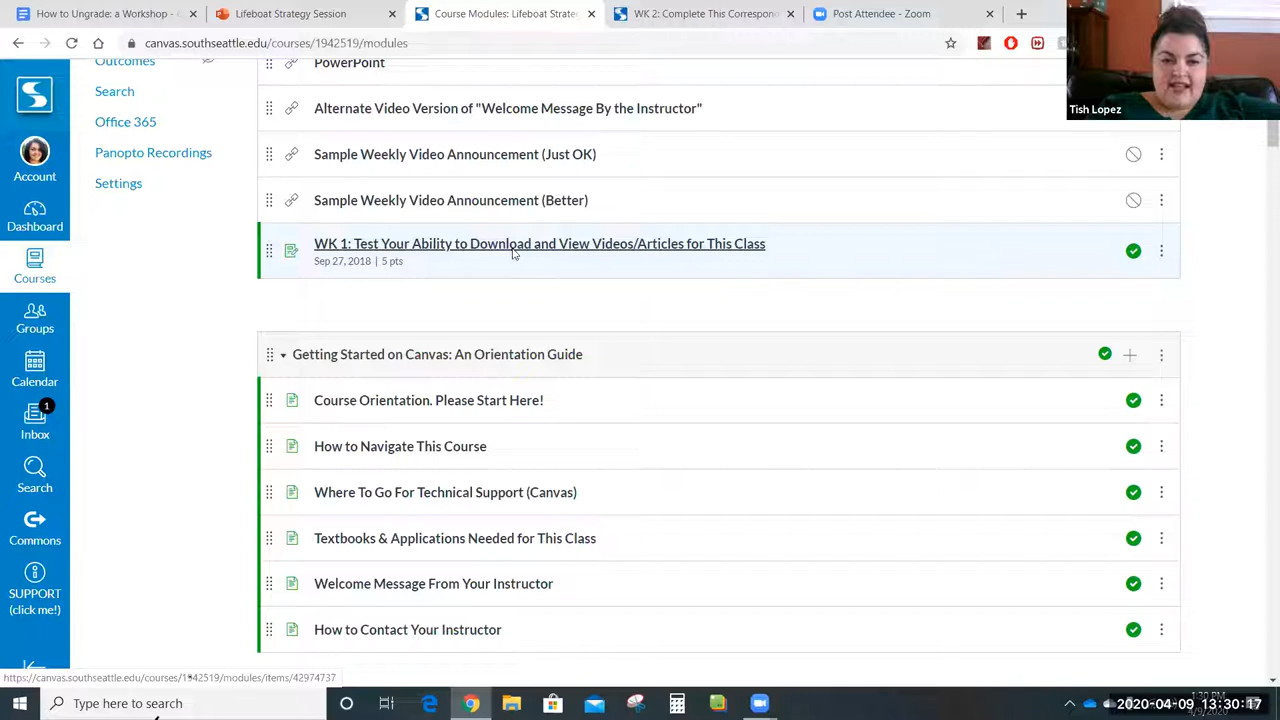 How to Ungrade: a Workshop - G
Lifeboat Strategy Session
Course Modules: Lifeboat Strate
WK 2: Complete The Correspon
Post Attendee - Zoom
canvas.southseattle.edu/courses/1942519/modules
Tish Lopez
Outcomes
Search
Office 365
Panopto Recordings
Settings
Account
Dashboard
Courses
Groups
Calendar
1
Inbox
Search
Commons
SUPPORT
(click me!)
PowerPoint
Alternate Video Version of "Welcome Message By the Instructor"
Sample Weekly Video Announcement (Just OK)
Sample Weekly Video Announcement (Better)
WK 1: Test Your Ability to Download and View Videos/Articles for This Class
Sep 27, 2018 | 5 pts
Getting Started on Canvas: An Orientation Guide
Course Orientation. Please Start Here!
How to Navigate This Course
Where To Go For Technical Support (Canvas)
Textbooks & Applications Needed for This Class
Welcome Message From Your Instructor
How to Contact Your Instructor
https://canvas.southseattle.edu/courses/1942519/modules/items/42974737
Type here to search
1:30 PM
2020-04-09 13:30:17
4/9/2020